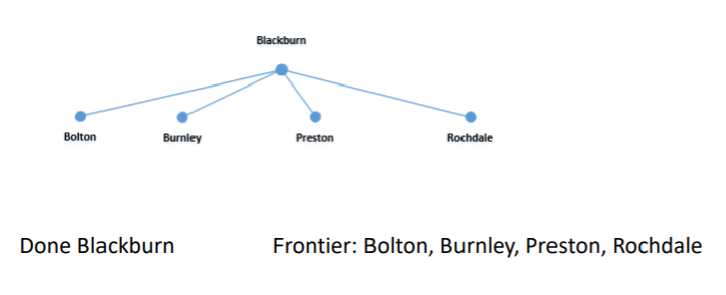 Blackburn
Bolton Burnley Preston Rochdale
Done Blackburn Frontier: Bolton, Burnley, Preston, Rochdale